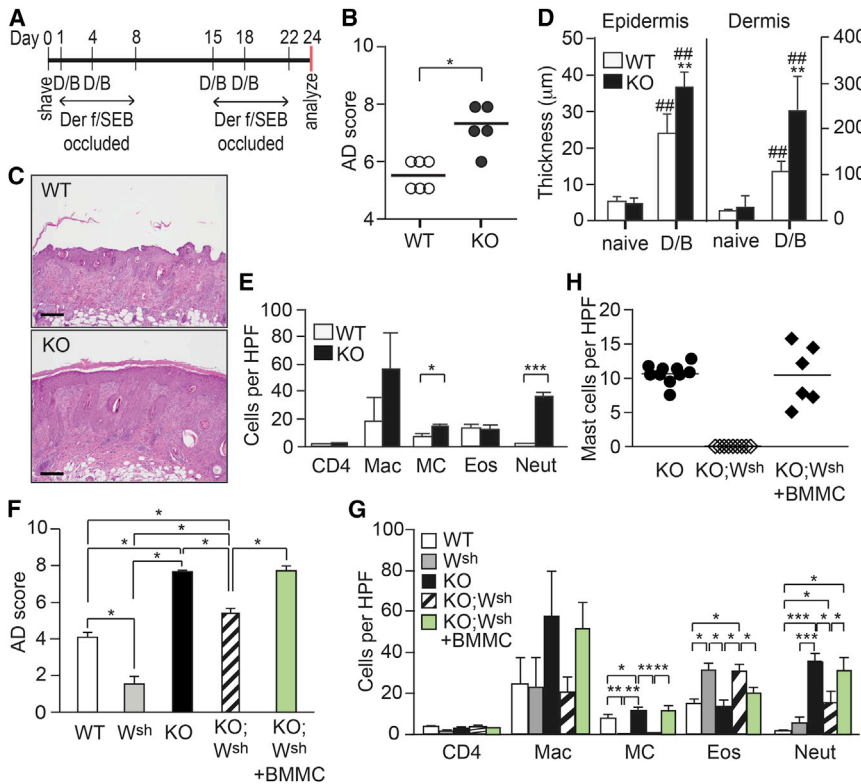 A
Day 0 1 4 8 15 18 22 24
shave D/B D/B D/B D/B analyze
Der f/SEB occluded
Der f/SEB occluded
B
AD score
10
8
6
4
*
WT KO
C
WT
KO
D
Epidermis Dermis
Thickness (µm)
50
40
30
20
10
0
WT
KO
##
##
**
##
##
**
400
300
200
100
0
naive D/B naive D/B
E
Cells per HPF
100
80
60
40
20
0
WT
KO
*
***
CD4 Mac MC Eos Neut
H
Mast cells per HPF
20
15
10
5
0
KO KO;Wsh KO;Wsh
+BMMC
F
AD score
10
8
6
4
2
0
* * * * * * *
WT Wsh KO KO;
Wsh
KO;
Wsh
+BMMC
G
Cells per HPF
100
80
60
40
20
0
WT
Wsh
KO
KO;Wsh
KO;Wsh
+BMMC
*
** ** ** **
*
* * * *
*
*
*** * *
***
CD4 Mac MC Eos Neut